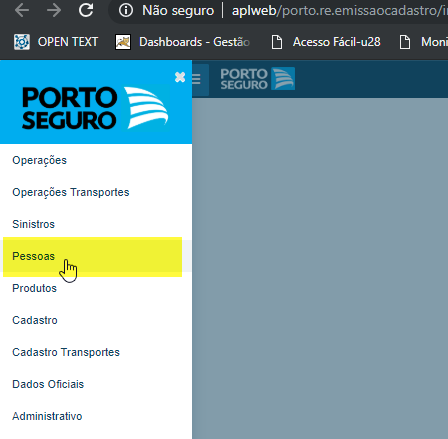 Não seguro | aplweb/porto.re.emissaocadastro/i
OPEN TEXT Dashboards - Gestão Acesso Fácil-u28 Moni
PORTO SEGURO
PORTO
SEGURO
Operações
Operações Transportes
Sinistros
Pessoas
Produtos
Cadastro
Cadastro Transportes
Dados Oficiais
Administrativo